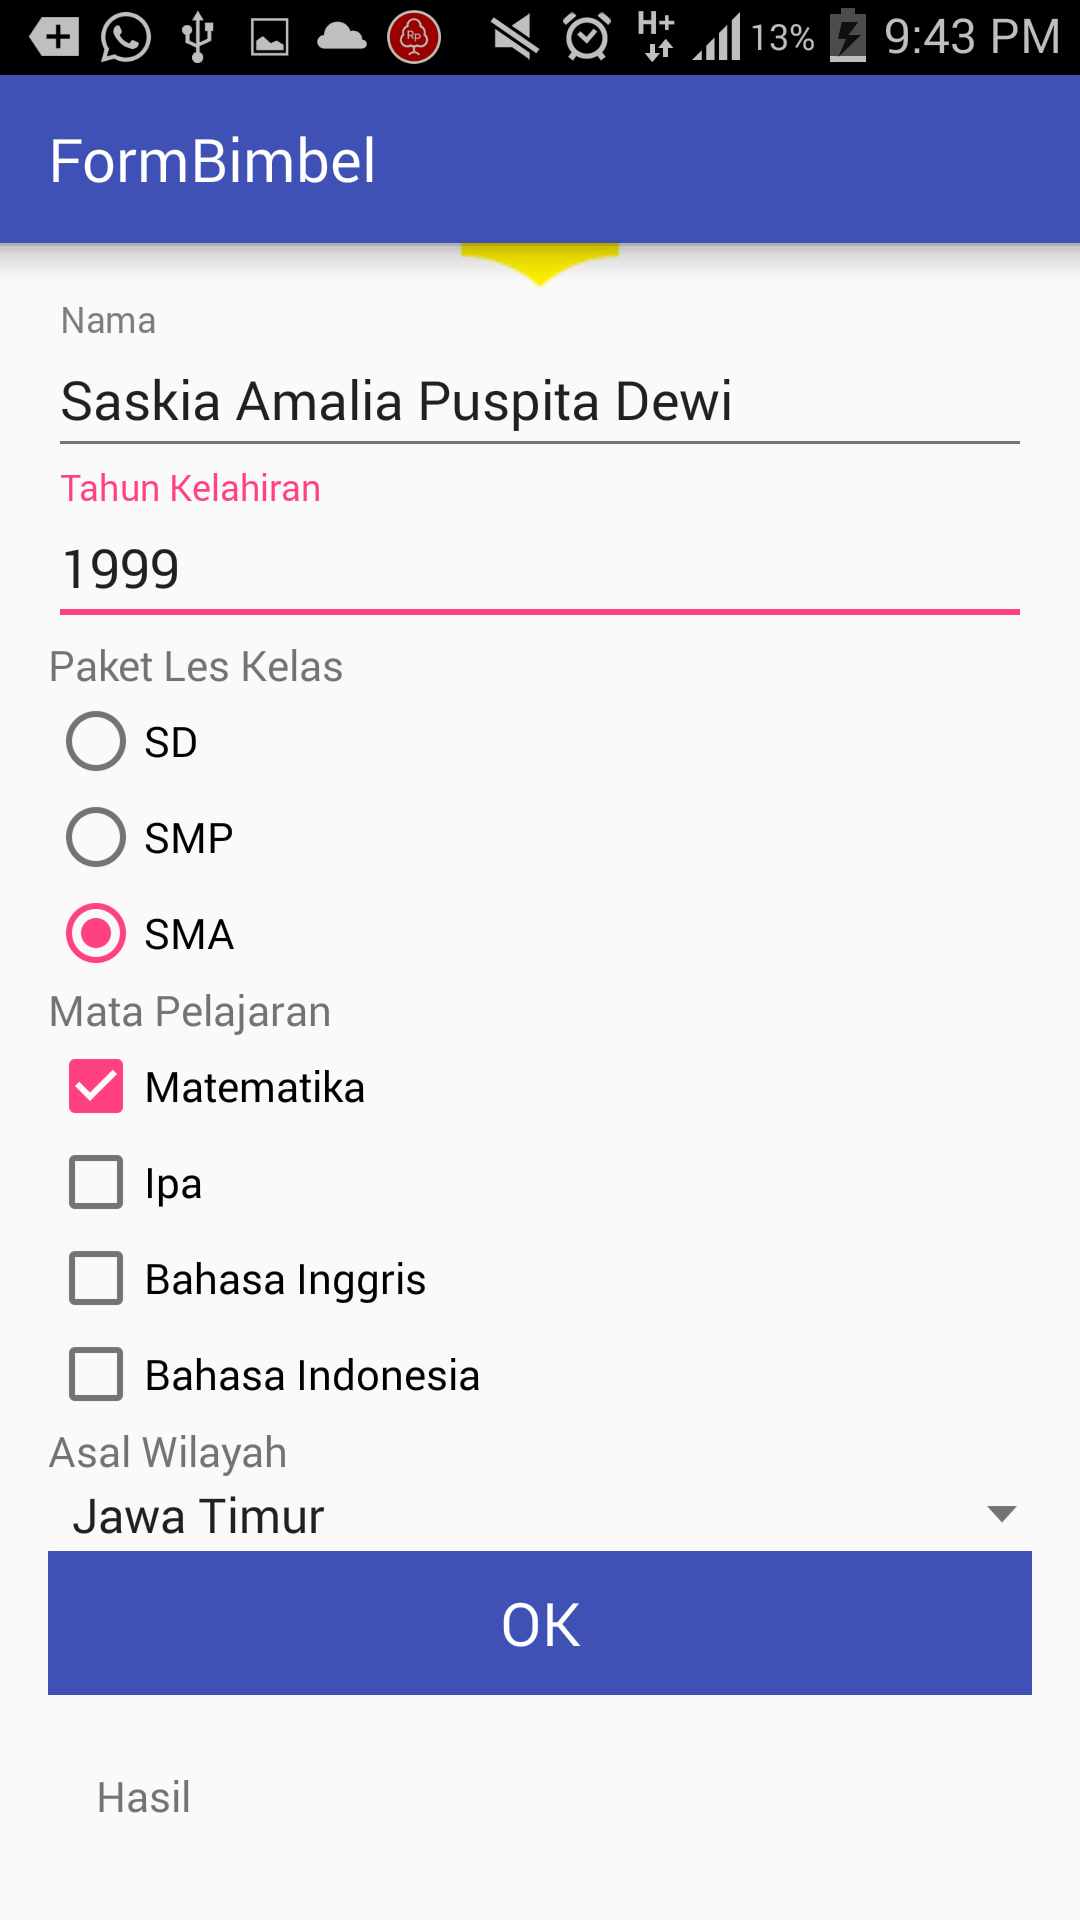 H+ 13% 9:43 PM
FormBimbel
Nama
Saskia Amalia Puspita Dewi
Tahun Kelahiran
1999
Paket Les Kelas
SD
SMP
SMA
Mata Pelajaran
Matematika
Ipa
Bahasa Inggris
Bahasa Indonesia
Asal Wilayah
Jawa Timur
OK
Hasil